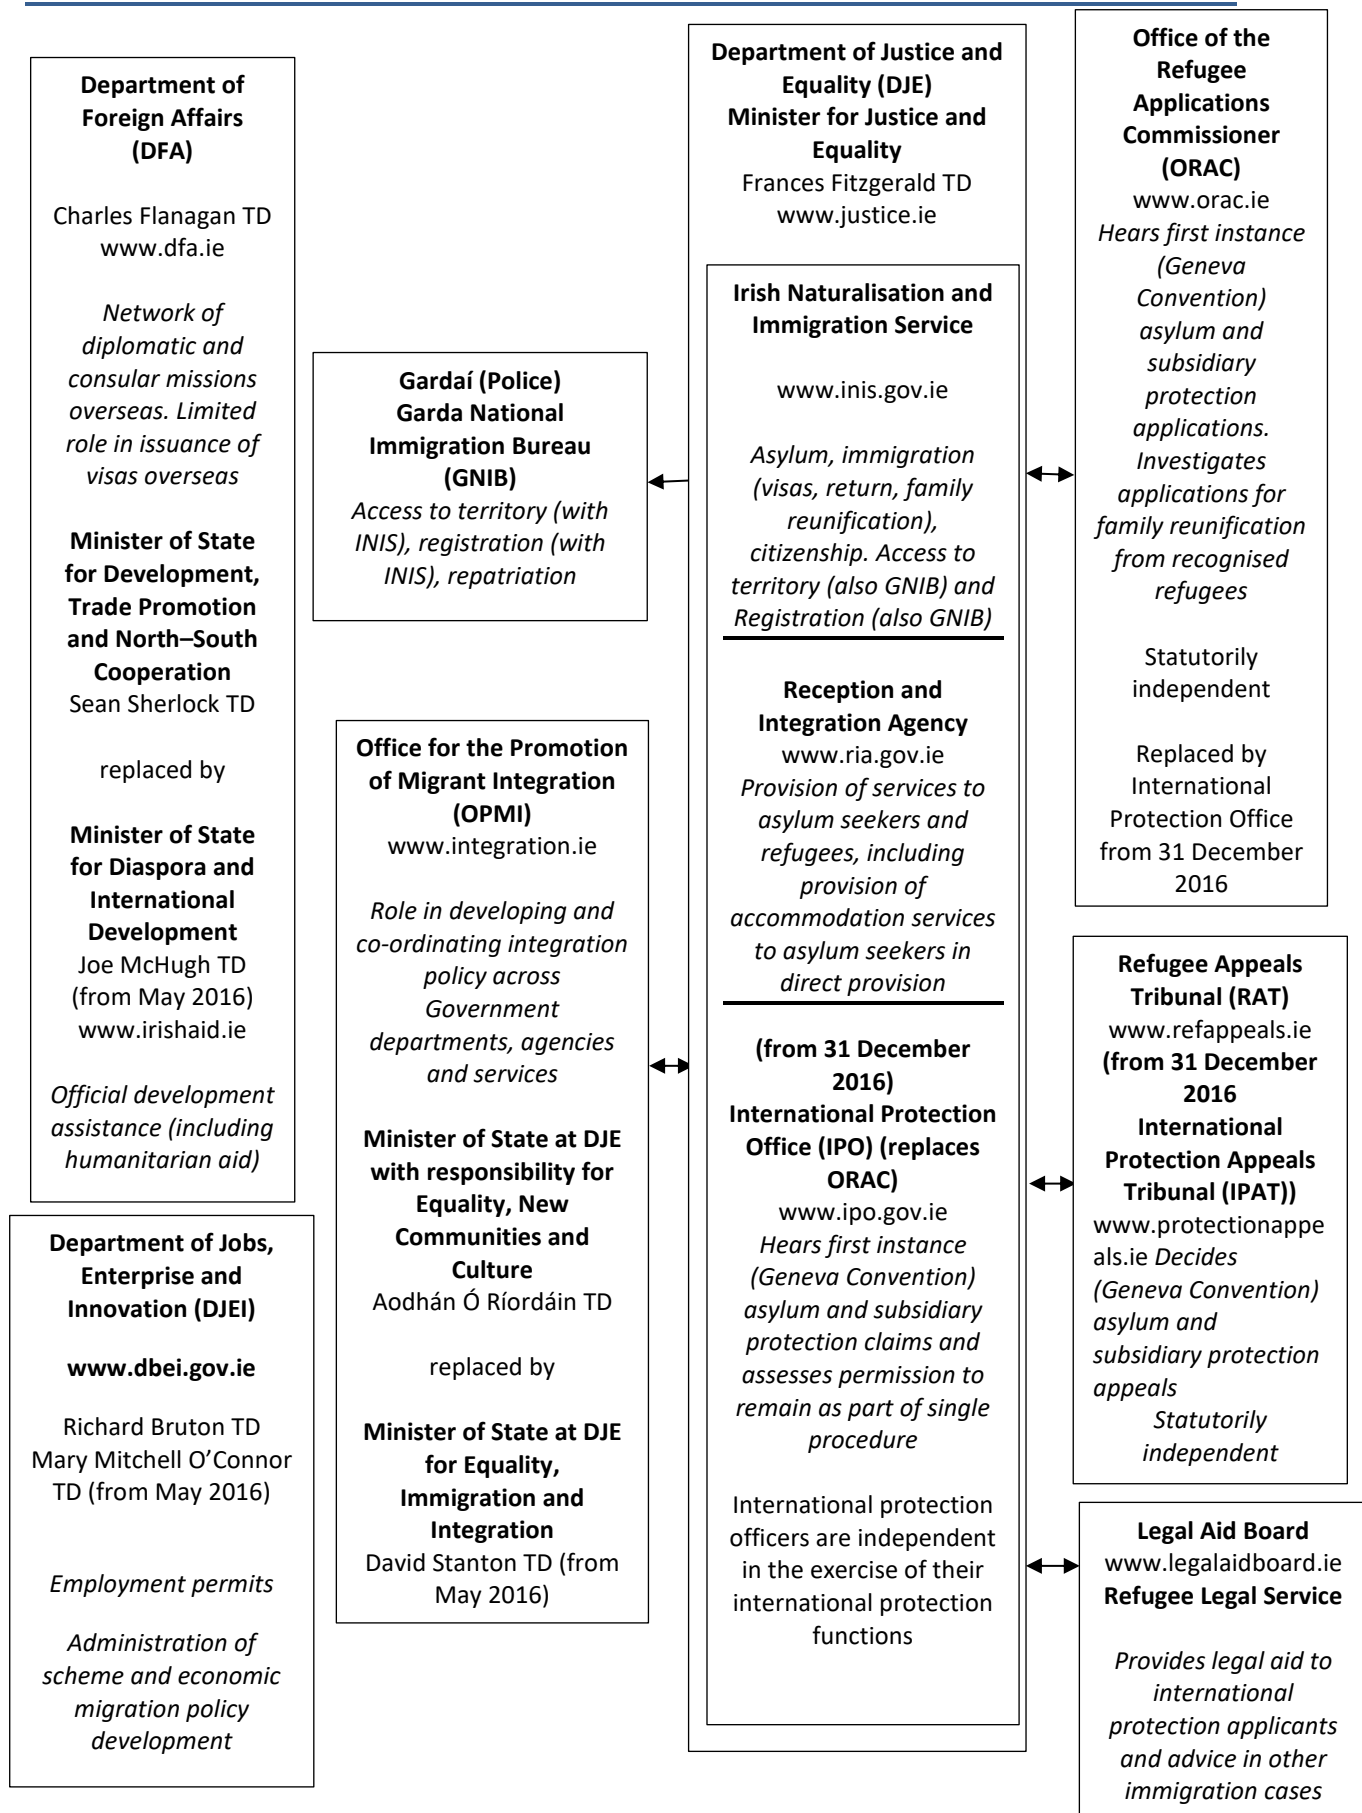 Department of
Foreign Affairs
(DFA)
Charles Flanagan TD
www.dfa.ie
Network of
diplomatic and
consular missions
overseas. Limited
role in issuance of
visas overseas
Minister of State
for Development,
Trade Promotion
and North–South
Cooperation
Sean Sherlock TD
replaced by
Minister of State
for Diaspora and
International
Development
Joe McHugh TD
(from May 2016)
www.irishaid.ie
Official development
assistance (including
humanitarian aid)
Department of Jobs,
Enterprise and
Innovation (DJEI)
www.dbei.gov.ie
Richard Bruton TD
Mary Mitchell O’Connor
TD (from May 2016)
Employment permits
Administration of
scheme and economic
migration policy
development
Gardaí (Police)
Garda National
Immigration Bureau
(GNIB)
Access to territory (with
INIS), registration (with
INIS), repatriation
Office for the Promotion
of Migrant Integration
(OPMI)
www.integration.ie
Role in developing and
co-ordinating integration
policy across
Government
departments, agencies
and services
Minister of State at DJE
with responsibility for
Equality, New
Communities and
Culture
Aodhán Ó Ríordáin TD
replaced by
Minister of State at DJE
for Equality,
Immigration and
Integration
David Stanton TD (from
May 2016)
Department of Justice and
Equality (DJE)
Minister for Justice and
Equality
Frances Fitzgerald TD
www.justice.ie
Irish Naturalisation and
Immigration Service
www.inis.gov.ie
Asylum, immigration
(visas, return, family
reunification),
citizenship. Access to
territory (also GNIB) and
Registration (also GNIB)
Reception and
Integration Agency
www.ria.gov.ie
Provision of services to
asylum seekers and
refugees, including
provision of
accommodation services
to asylum seekers in
direct provision
(from 31 December
2016)
International Protection
Office (IPO) (replaces
ORAC)
www.ipo.gov.ie
Hears first instance
(Geneva Convention)
asylum and subsidiary
protection claims and
assesses permission to
remain as part of single
procedure
International protection
officers are independent
in the exercise of their
international protection
functions
Office of the
Refugee
Applications
Commissioner
(ORAC)
www.orac.ie
Hears first instance
(Geneva
Convention)
asylum and
subsidiary
protection
applications.
Investigates
applications for
family reunification
from recognised
refugees
Statutorily
independent
Replaced by
International
Protection Office
from 31 December
2016
Refugee Appeals
Tribunal (RAT)
www.refappeals.ie
(from 31 December
2016
International
Protection Appeals
Tribunal (IPAT))
www.protectionappe
als.ie Decides
(Geneva Convention)
asylum and
subsidiary protection
appeals
Statutorily
independent
Legal Aid Board
www.legalaidboard.ie
Refugee Legal Service
Provides legal aid to
international
protection applicants
and advice in other
immigration cases